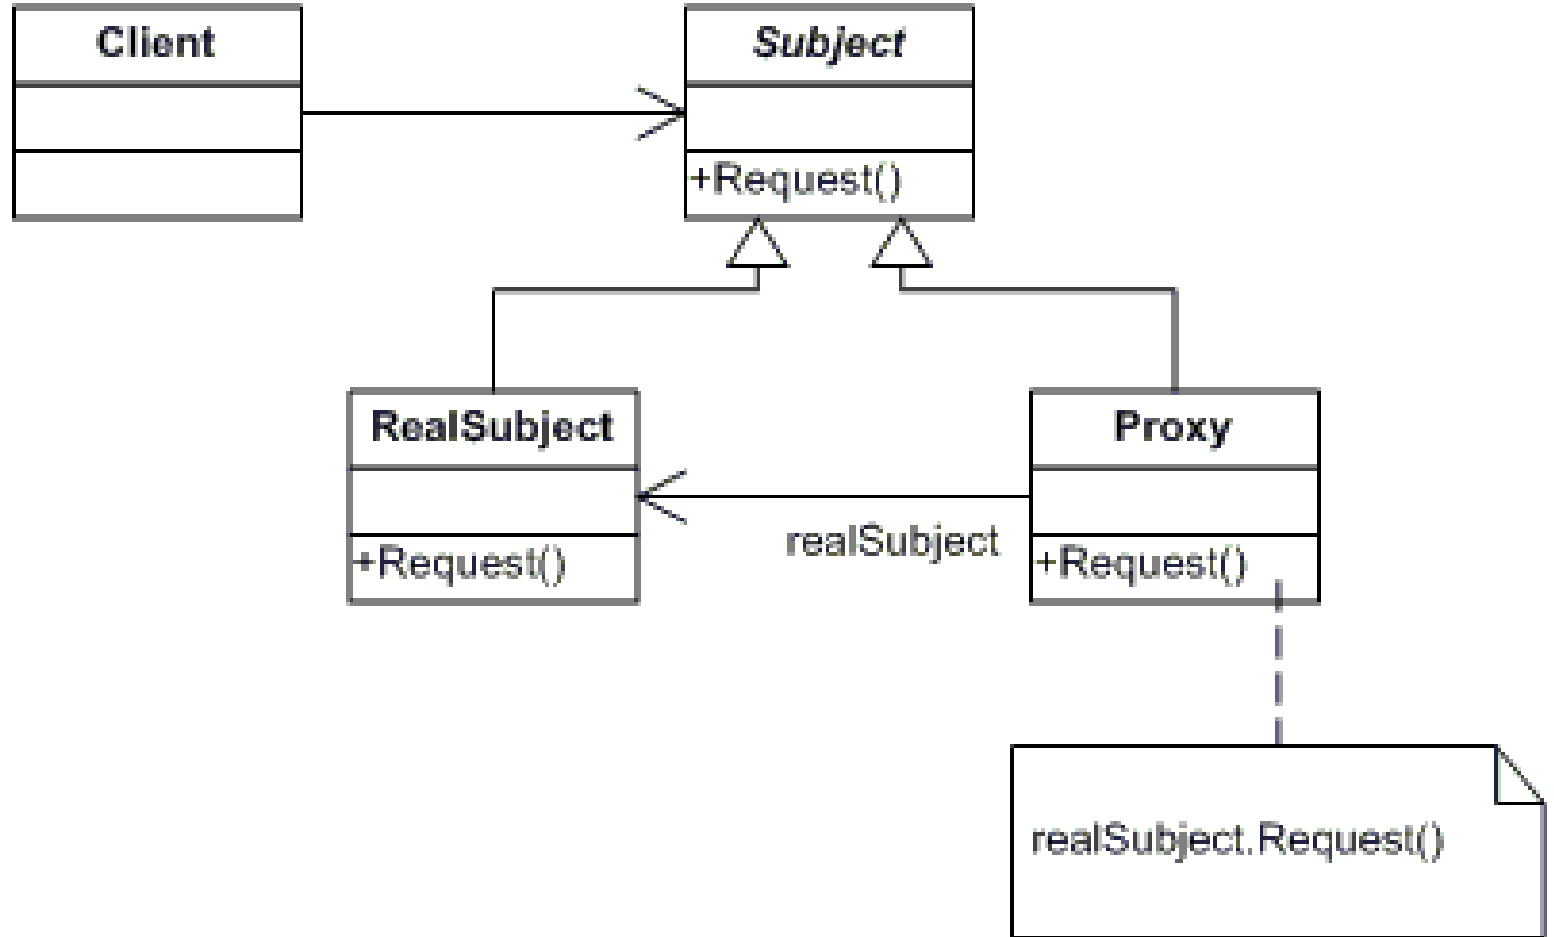 Client
Subject
+Request()
RealSubject
+Request()
realSubject
Proxy
+Request()
realSubject.Request()